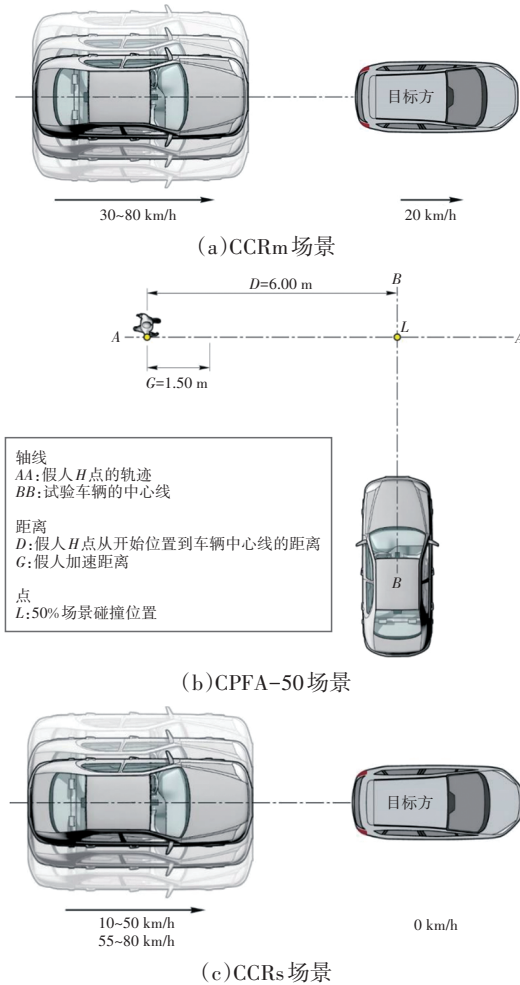 目标方
30~80 km/h
20 km/h
(a)CCRm场景
B
D=6.00 m
L
A
A
G=1.50 m
轴线
AA:假人H点的轨迹
BB:试验车辆的中心线
距离
D:假人H点从开始位置到车辆中心线的距离
G:假人加速距离
点
L:50%场景碰撞位置
B
(b)CPFA-50场景
目标方
10~50 km/h
0 km/h
55~80 km/h
(c)CCRs场景